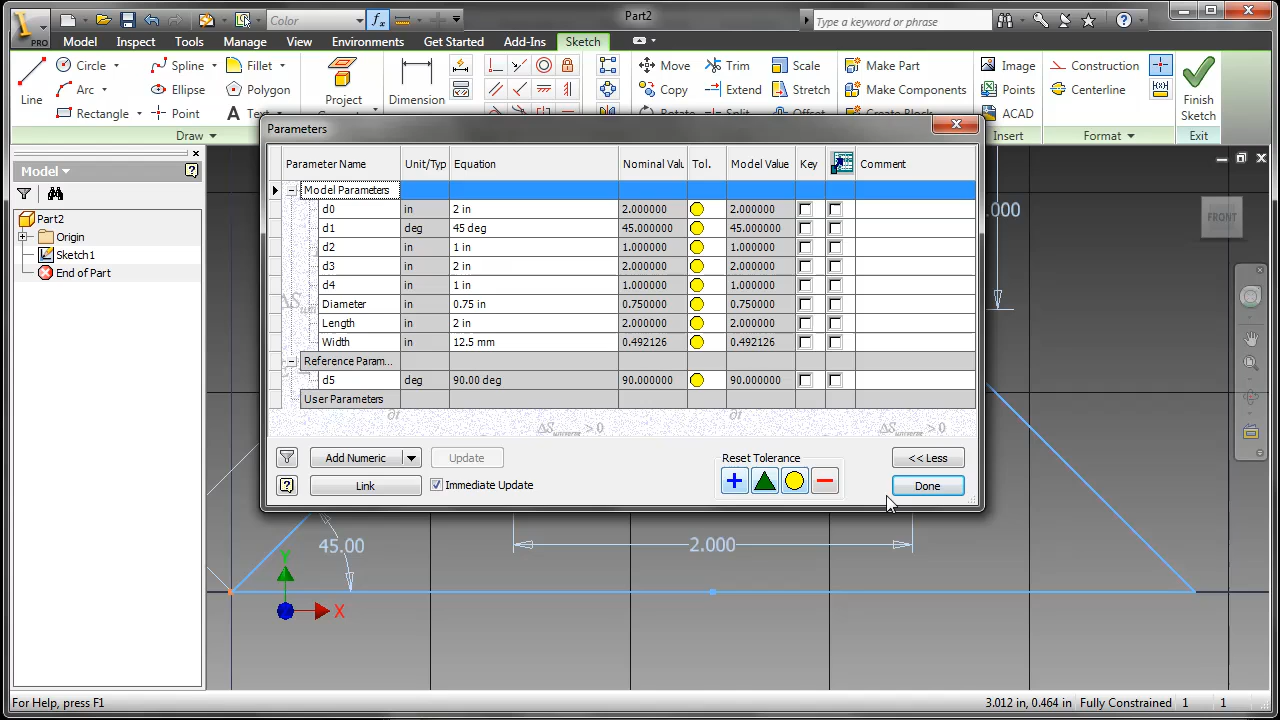 Color
Part2
Type a keyword or phrase
PRO
Model Inspect Tools Manage View Environments Get Started Add-Ins Sketch
Circle Spline Fillet Move Trim Scale Make Part Image Construction
Line Arc Ellipse Polygon Project Dimension Copy Extend Stretch Make Components Points Centerline Finish Sketch
Rectangle Point Text Rotate ACAD
Draw Insert Format Exit
Model
Part2
Origin
Sketch1
End of Part
Parameters
Parameter Name Unit/Typ Equation Nominal Valu Tol. Model Value Key Comment
Model Parameters
d0 in 2 in 2.000000 2.000000
d1 deg 45 deg 45.000000 45.000000
d2 in 1 in 1.000000 1.000000
d3 in 2 in 2.000000 2.000000
d4 in 1 in 1.000000 1.000000
Diameter in 0.75 in 0.750000 0.750000
Length in 2 in 2.000000 2.000000
Width in 12.5 mm 0.492126 0.492126
Reference Param...
d5 deg 90.00 deg 90.000000 90.000000
User Parameters
Add Numeric Update Reset Tolerance << Less
Link Immediate Update Done
.000
FRONT
45.00
2.000
Y
X
For Help, press F1
3.012 in, 0.464 in Fully Constrained 1 1